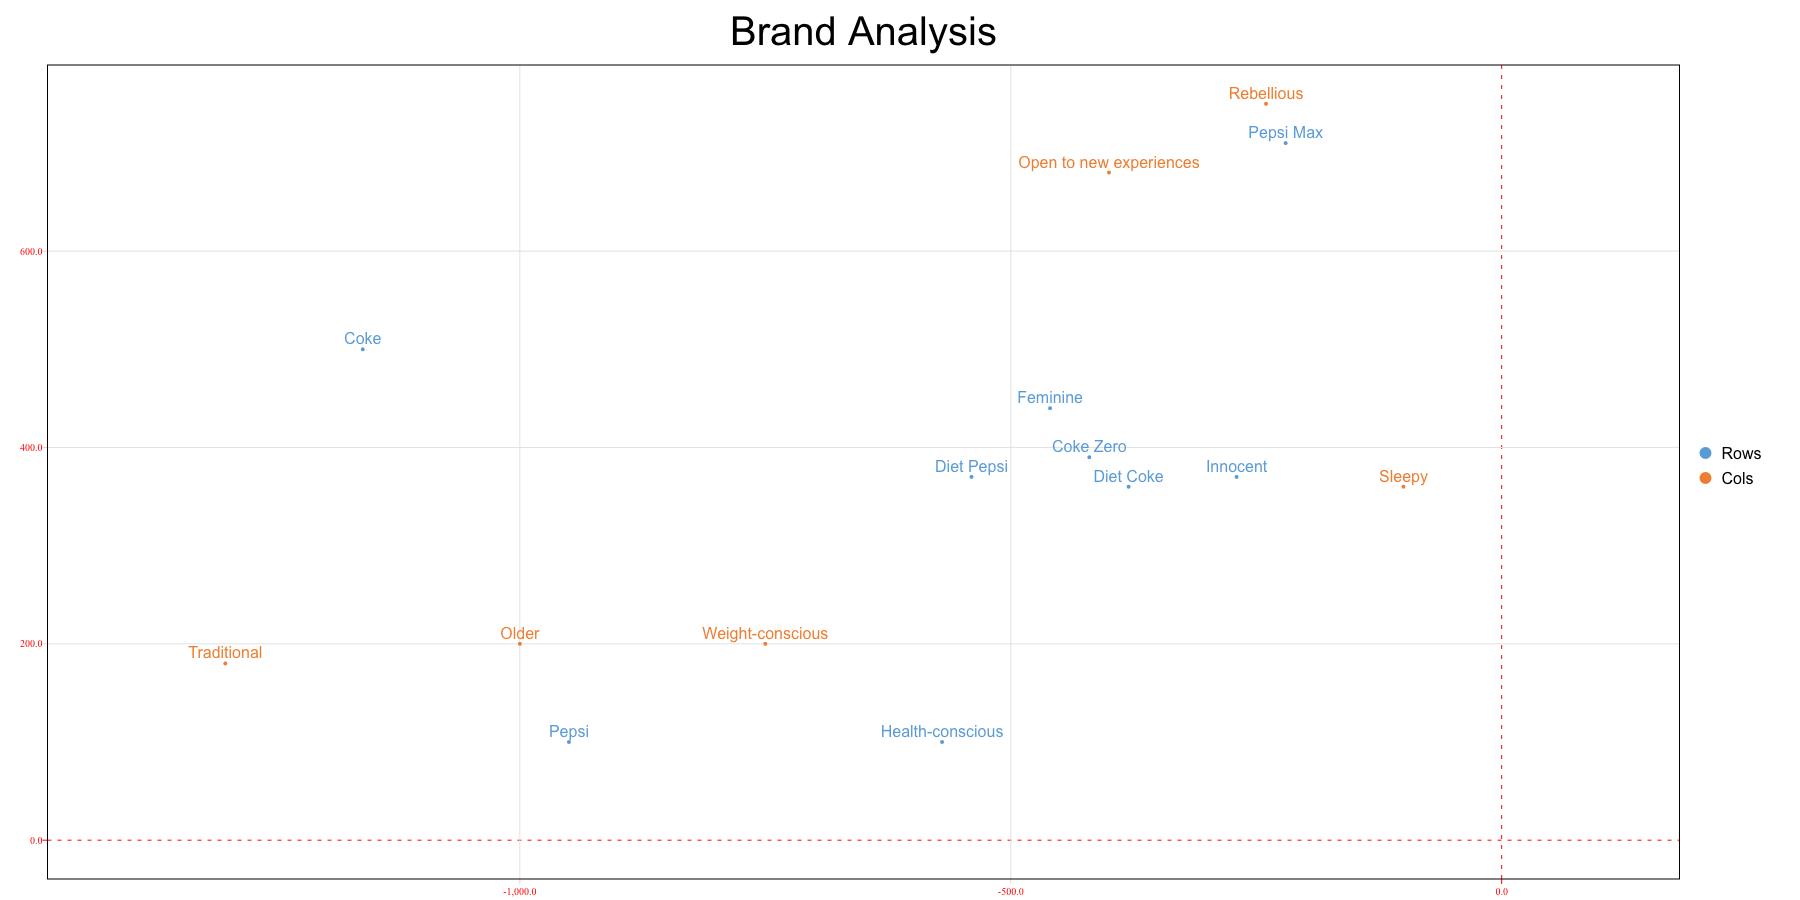 Brand Analysis
Rebellious
Pepsi Max
Open to new experiences
600.0
Coke
Feminine
400.0
Coke Zero
Diet Pepsi
Innocent
Diet Coke
Sleepy
Rows
Cols
Older
Weight-conscious
200.0
Traditional
Pepsi
Health-conscious
0.0
-1,000.0
-500.0
0.0